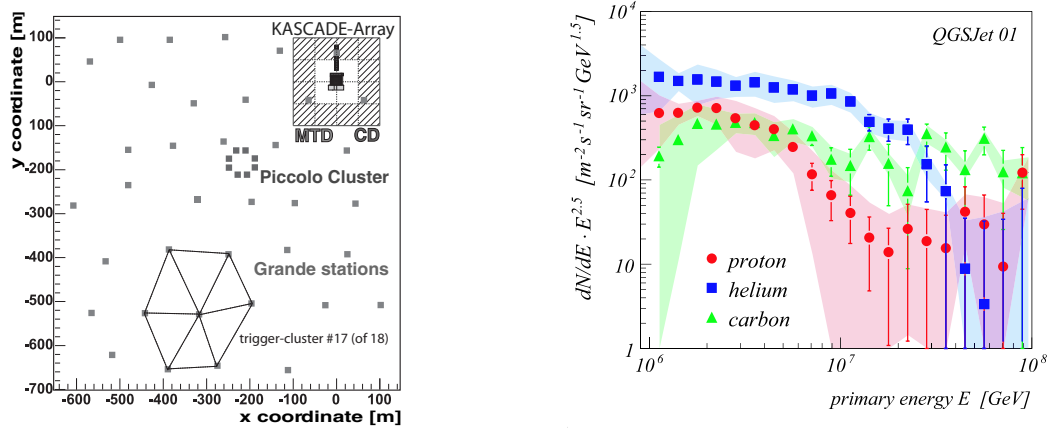 y coordinate [m]
100
0
-100
-200
-300
-400
-500
-600
-700
KASCADE-Array
MTD CD
Piccolo Cluster
Grande stations
trigger-cluster #17 (of 18)
-600 -500 -400 -300 -200 -100 0 100
x coordinate [m]
dN/dE · E^2.5 [m^-2 s^-1 sr^-1 GeV^1.5]
QGSJet 01
10^4
10^3
10^2
10
1
proton
helium
carbon
10^6 10^7 10^8
primary energy E [GeV]